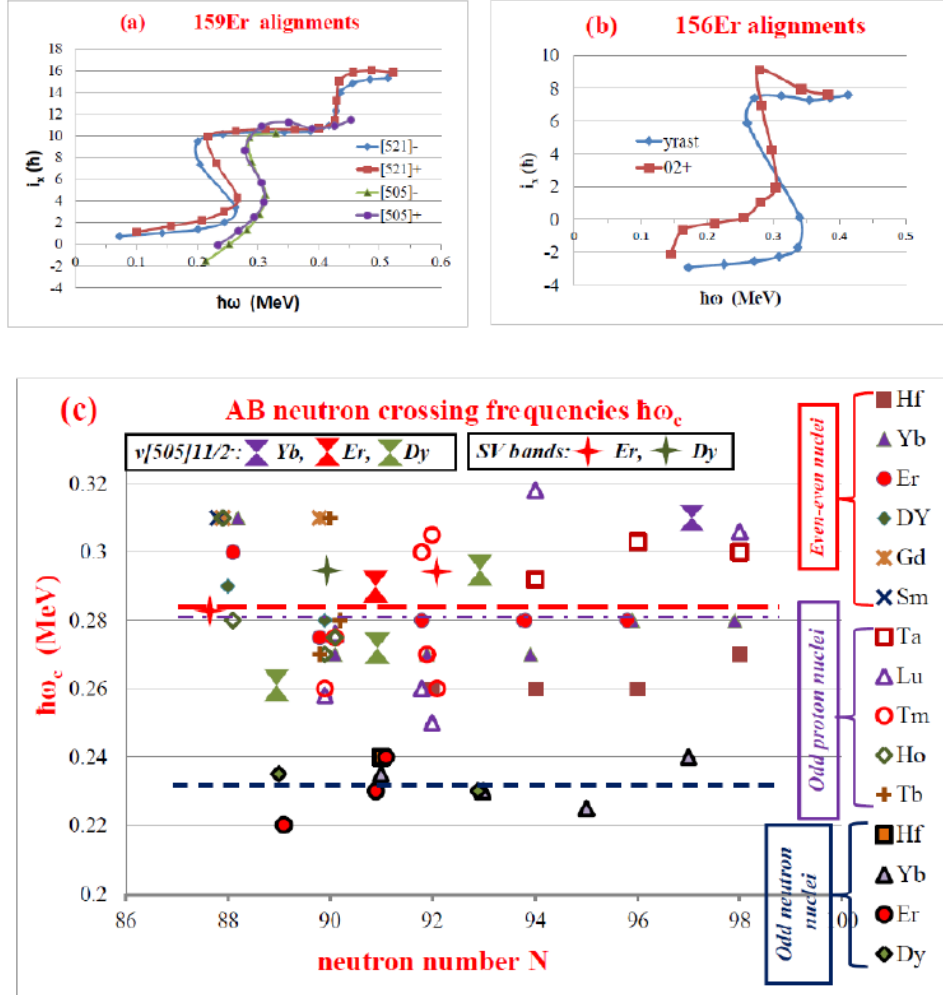 (a) 159Er alignments
18
16
14
12
10
8
6
4
2
0
-2
-4
0
0.1
0.2
0.3
0.4
0.5
0.6
iₓ (ħ)
ħω (MeV)
[521]-
[521]+
[505]-
[505]+
(b) 156Er alignments
10
8
6
4
2
0
-2
-4
0
0.1
0.2
0.3
0.4
0.5
iₓ (ħ)
ħω (MeV)
yrast
02+
(c) AB neutron crossing frequencies ħωc
ν[505]11/2-: Yb, Er, Dy
SV bands: Er, Dy
0.32
0.3
0.28
0.26
0.24
0.22
0.2
86 88 90 92 94 96 98 100
ħωc (MeV)
neutron number N
Even-even nuclei
Hf
Yb
Er
DY
Gd
Sm
Odd proton nuclei
Ta
Lu
Tm
Ho
Tb
Odd neutron
nuclei
Hf
Yb
Er
Dy